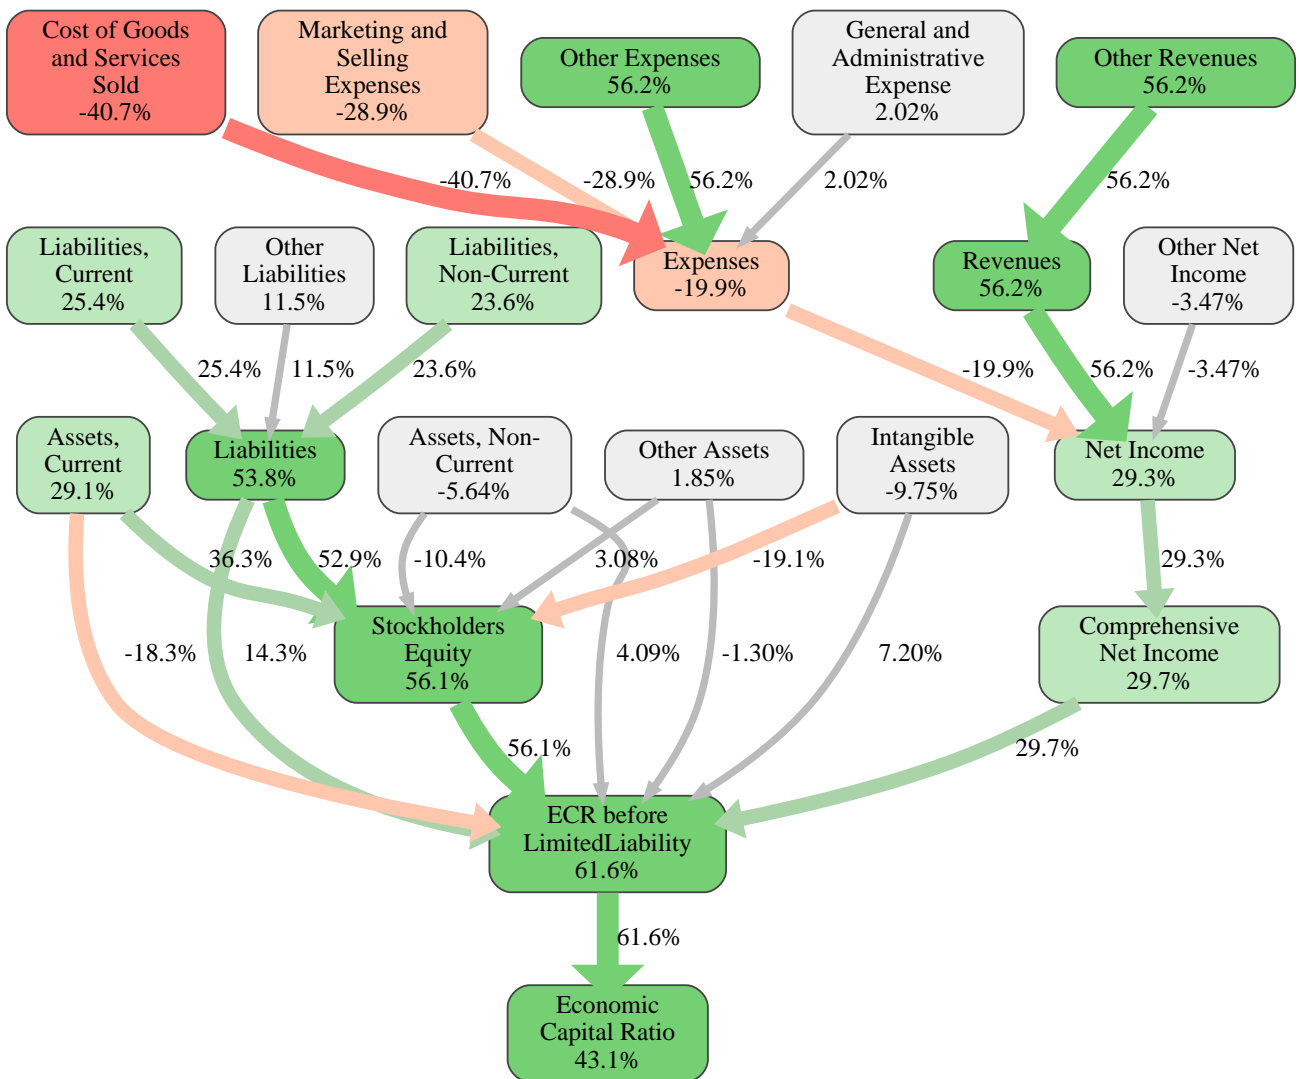 Cost of Goods
and Services
Sold
-40.7%
Marketing and
Selling
Expenses
-28.9%
Other Expenses
56.2%
General and
Administrative
Expense
2.02%
Other Revenues
56.2%
-40.7%
-28.9%
56.2%
2.02%
56.2%
Liabilities,
Current
25.4%
Other
Liabilities
11.5%
Liabilities,
Non-Current
23.6%
Expenses
-19.9%
Revenues
56.2%
Other Net
Income
-3.47%
25.4%
11.5%
23.6%
-19.9%
56.2%
-3.47%
Assets,
Current
29.1%
Liabilities
53.8%
Assets, Non-
Current
-5.64%
Other Assets
1.85%
Intangible
Assets
-9.75%
Net Income
29.3%
36.3%
52.9%
-10.4%
3.08%
-19.1%
29.3%
Stockholders
Equity
56.1%
Comprehensive
Net Income
29.7%
-18.3%
14.3%
4.09%
-1.30%
7.20%
56.1%
29.7%
ECR before
LimitedLiability
61.6%
61.6%
Economic
Capital Ratio
43.1%